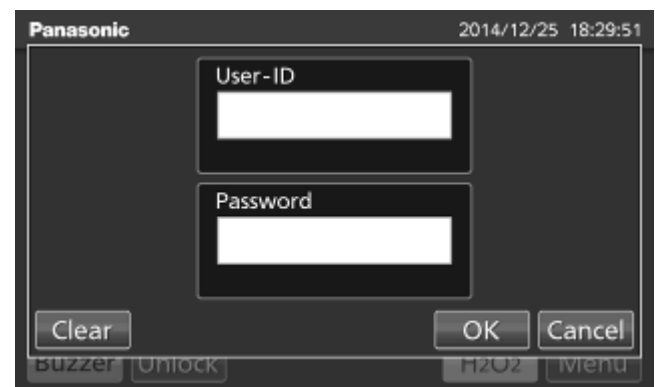 Panasonic 2014/12/25 18:29:51
User-ID
Password
Clear OK Cancel
Buzzer Unlock H2O2 Menu